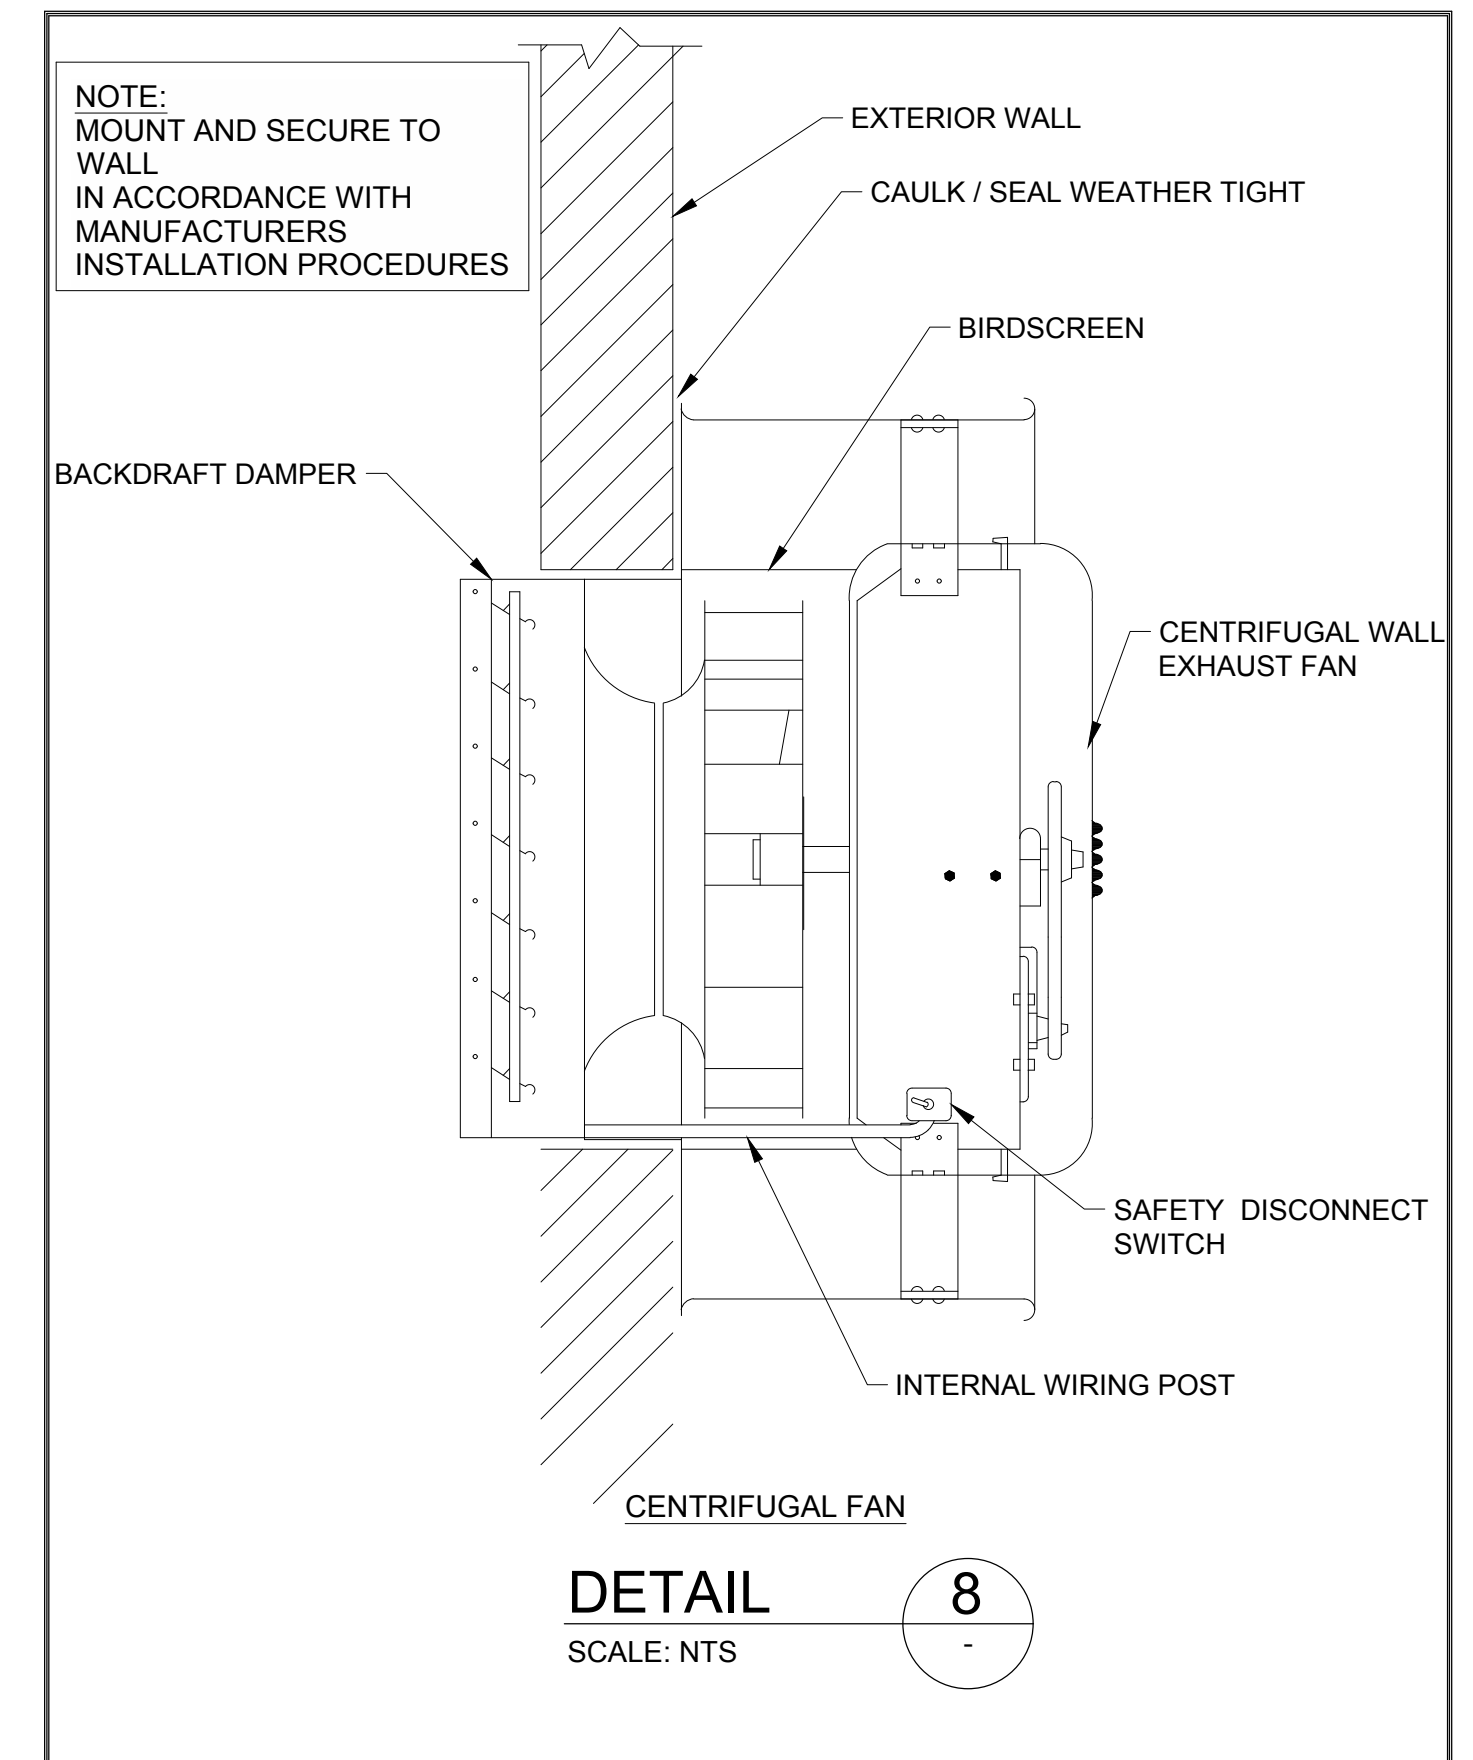 NOTE:
MOUNT AND SECURE TO
WALL
IN ACCORDANCE WITH
MANUFACTURERS
INSTALLATION PROCEDURES
EXTERIOR WALL
CAULK / SEAL WEATHER TIGHT
BIRDSCREEN
BACKDRAFT DAMPER
CENTRIFUGAL WALL
EXHAUST FAN
SAFETY DISCONNECT
SWITCH
INTERNAL WIRING POST
CENTRIFUGAL FAN
DETAIL
8
SCALE: NTS
-